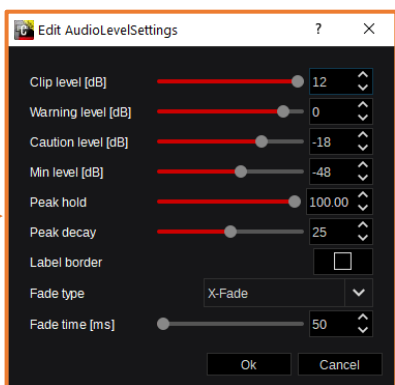 Edit AudioLevelSettings ? ×
Clip level [dB] 12
Warning level [dB] 0
Caution level [dB] -18
Min level [dB] -48
Peak hold 100.00
Peak decay 25
Label border
Fade type X-Fade
Fade time [ms] 50
Ok Cancel